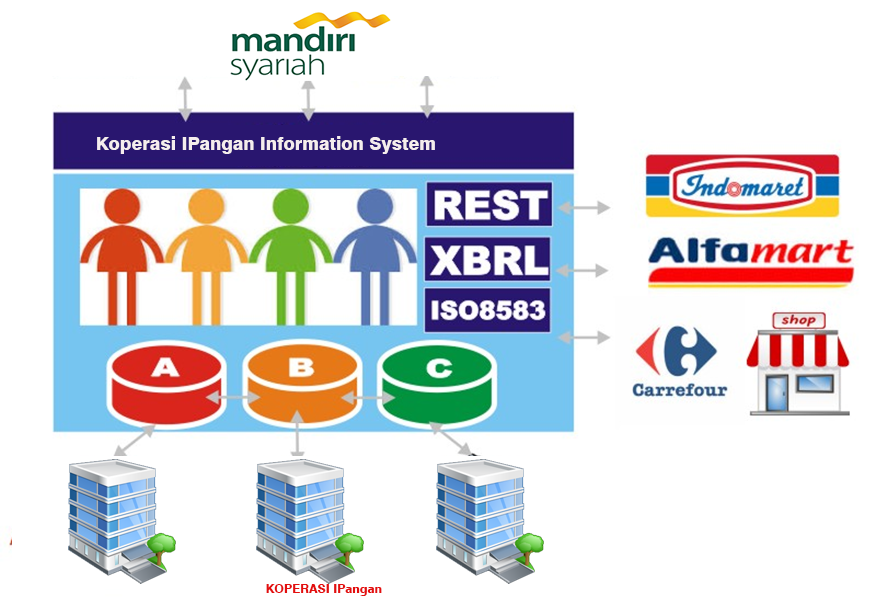 mandiri
syariah
Koperasi IPangan Information System
REST
XBRL
ISO8583
Indomaret
Alfamart
shop
Carrefour
A
B
C
KOPERASI IPangan